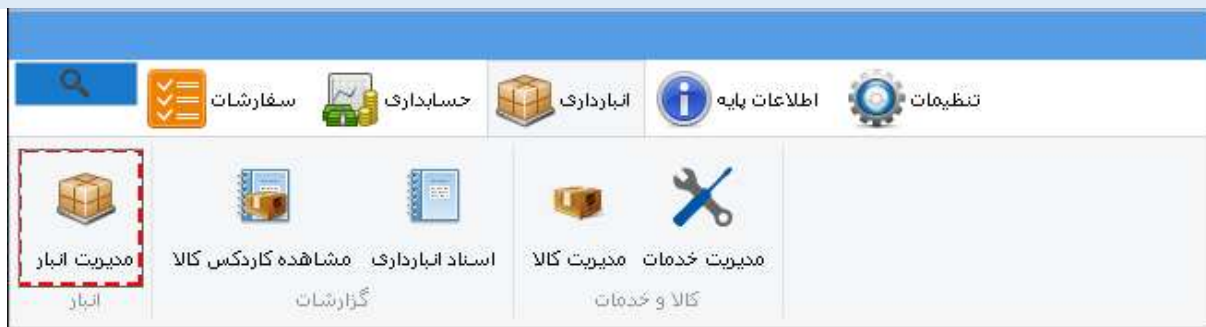 تنظیمات اطلاعات پایه انبارداری حسابداری سفارشات
مدیریت خدمات مدیریت کالا اسناد انبارداری مشاهده کاردکس کالا مدیریت انبار
کالا و خدمات گزارشات انبار